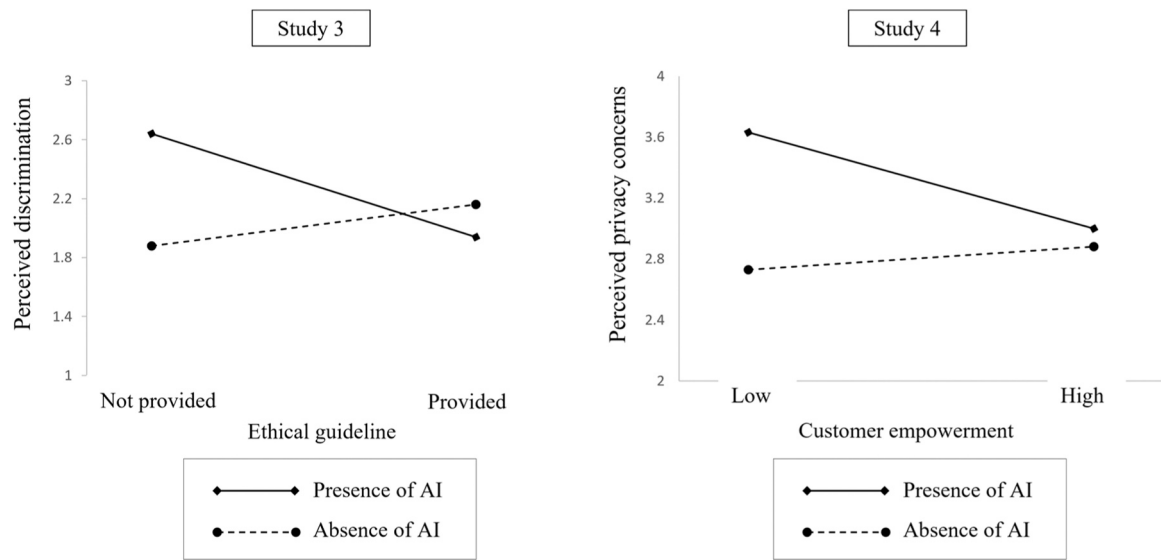 Study 3
Perceived discrimination
3
2.6
2.2
1.8
1.4
1
Not provided
Provided
Ethical guideline
Presence of AI
Absence of AI
Study 4
Perceived privacy concerns
4
3.6
3.2
2.8
2.4
2
Low
High
Customer empowerment
Presence of AI
Absence of AI